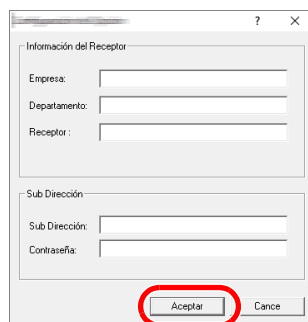 Información del Receptor
Empresa:
Departamento:
Receptor :
Sub Dirección
Sub Dirección:
Contraseña:
Aceptar Cance